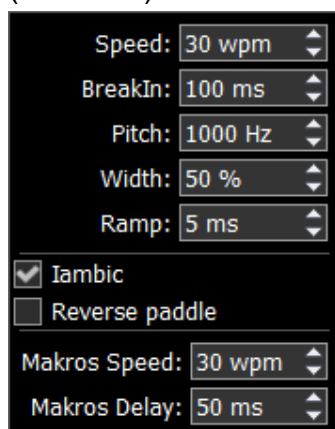 Speed: 30 wpm
BreakIn: 100 ms
Pitch: 1000 Hz
Width: 50 %
Ramp: 5 ms
Iambic
Reverse paddle
Makros Speed: 30 wpm
Makros Delay: 50 ms